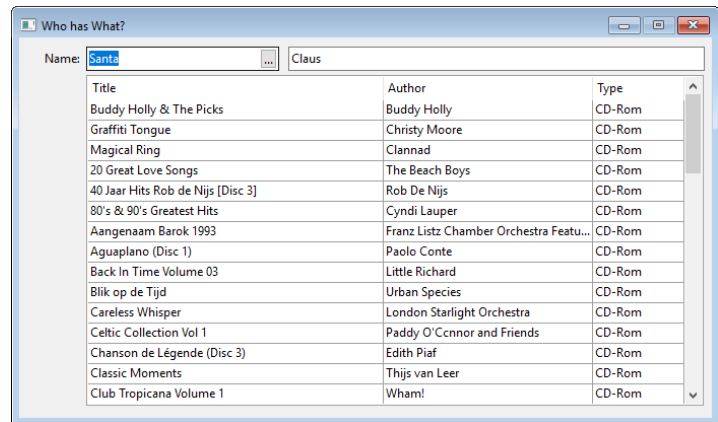 Who has What?
Name: Santa ... Claus
Title Author Type
Buddy Holly & The Picks Buddy Holly CD-Rom
Graffiti Tongue Christy Moore CD-Rom
Magical Ring Clannad CD-Rom
20 Great Love Songs The Beach Boys CD-Rom
40 Jaar Hits Rob de Nijs [Disc 3] Rob De Nijs CD-Rom
80's & 90's Greatest Hits Cyndi Lauper CD-Rom
Aangenaam Barok 1993 Franz Listz Chamber Orchestra Featu... CD-Rom
Aguaplano (Disc 1) Paolo Conte CD-Rom
Back In Time Volume 03 Little Richard CD-Rom
Blik op de Tijd Urban Species CD-Rom
Careless Whisper London Starlight Orchestra CD-Rom
Celtic Collection Vol 1 Paddy O'Ccnnor and Friends CD-Rom
Chanson de Légende (Disc 3) Edith Piaf CD-Rom
Classic Moments Thijs van Leer CD-Rom
Club Tropicana Volume 1 Wham! CD-Rom